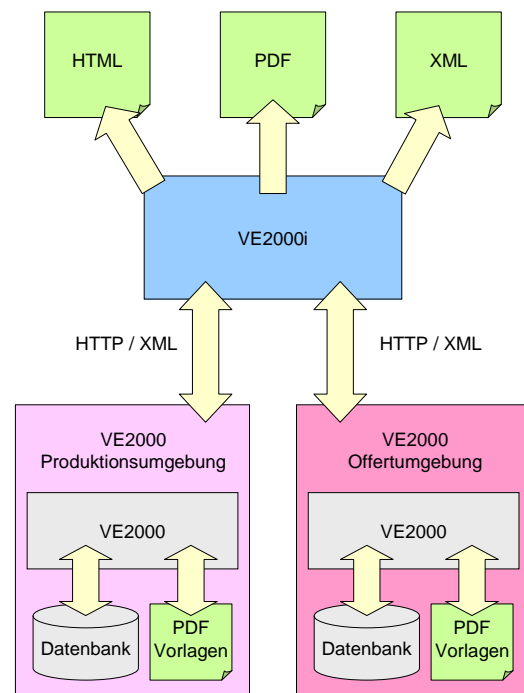 HTML
PDF
XML
VE2000i
HTTP / XML
HTTP / XML
VE2000
Produktionsumgebung
VE2000
Datenbank
PDF
Vorlagen
VE2000
Offertumgebung
VE2000
Datenbank
PDF
Vorlagen